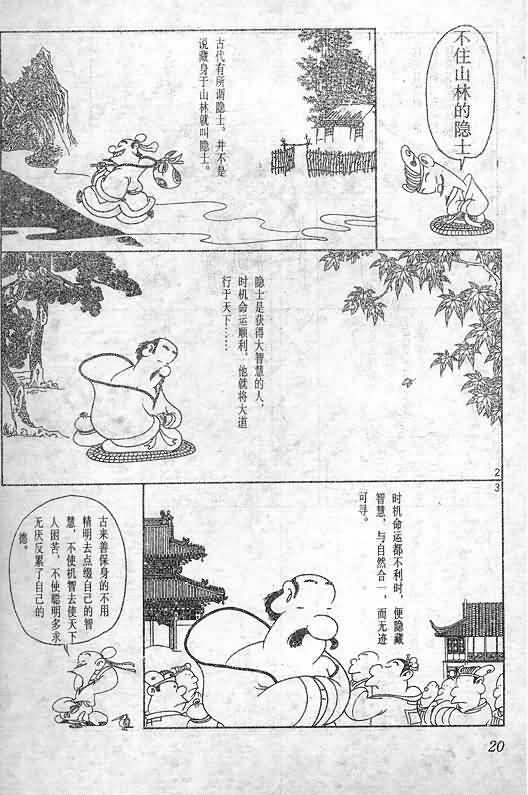 不住山林的隐士
1
古代有所谓隐士。并不是
说藏身于山林就叫隐士。
隐士是获得大智慧的人，
时机命运顺利，他就将大道
行于天下……
2
3
时机命运都不利时，便隐藏
智慧，与自然合一，而无迹
可寻。
古来善保身的不用
精明去点缀自己的智
慧，不使机智去使天下
人困苦，不使聪明多求
无厌反累了自己的
德。
20